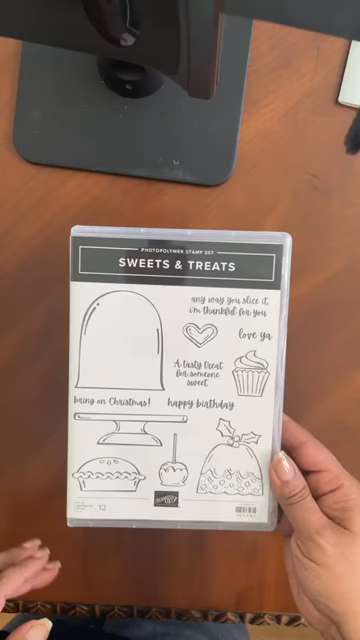 PHOTOPOLYMER STAMP SET
SWEETS & TREATS
any way you slice it,
i'm thankful for you
love ya
A tasty treat
for someone
sweet
bring on Christmas!
happy birthday
12